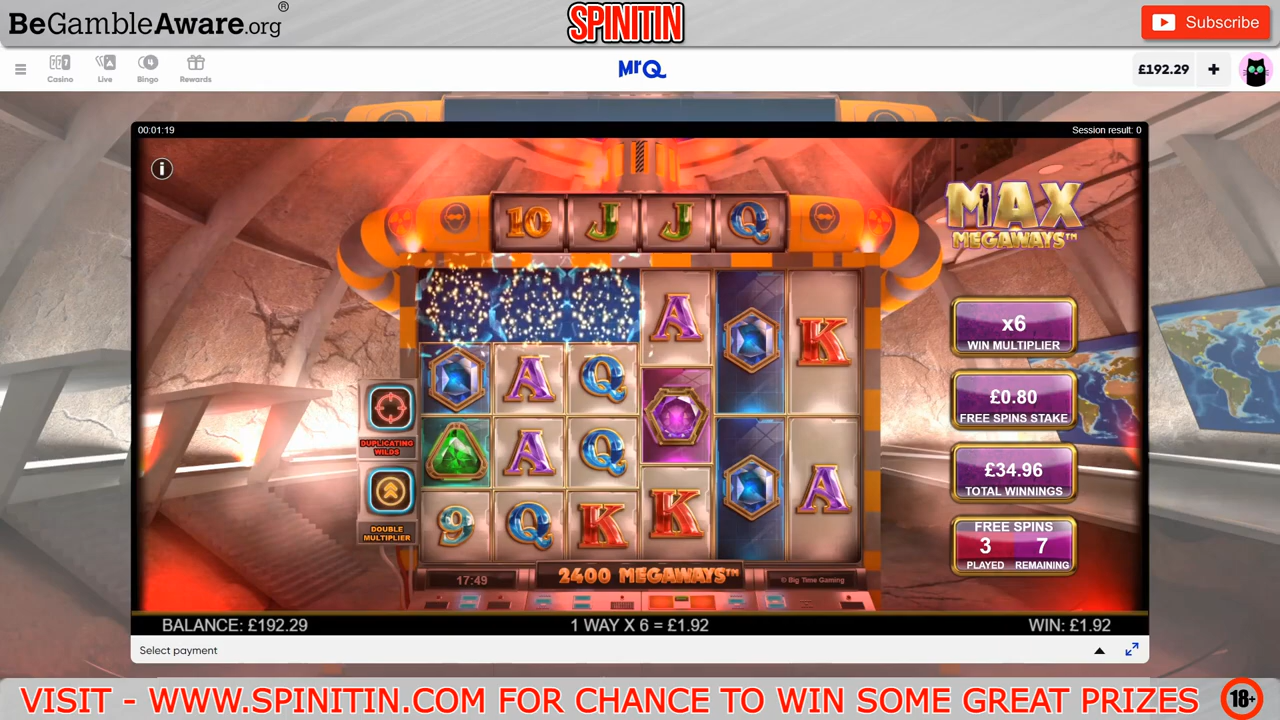 BeGambleAware.org®
SPINITIN
Subscribe
Casino
Live
Bingo
Rewards
MrQ
£192.29
+
00:01:19
Session result: 0
i
10
J
J
Q
MAX
MEGAWAYS™
A
K
A
Q
A
Q
9
Q
K
K
A
DUPLICATING
WILDS
DOUBLE
MULTIPLIER
x6
WIN MULTIPLIER
£0.80
FREE SPINS STAKE
£34.96
TOTAL WINNINGS
FREE SPINS
3 7
PLAYED REMAINING
17:49
2400 MEGAWAYS™
© Big Time Gaming
BALANCE: £192.29
1 WAY X 6 = £1.92
WIN: £1.92
Select payment
VISIT - WWW.SPINITIN.COM FOR CHANCE TO WIN SOME GREAT PRIZES
18+